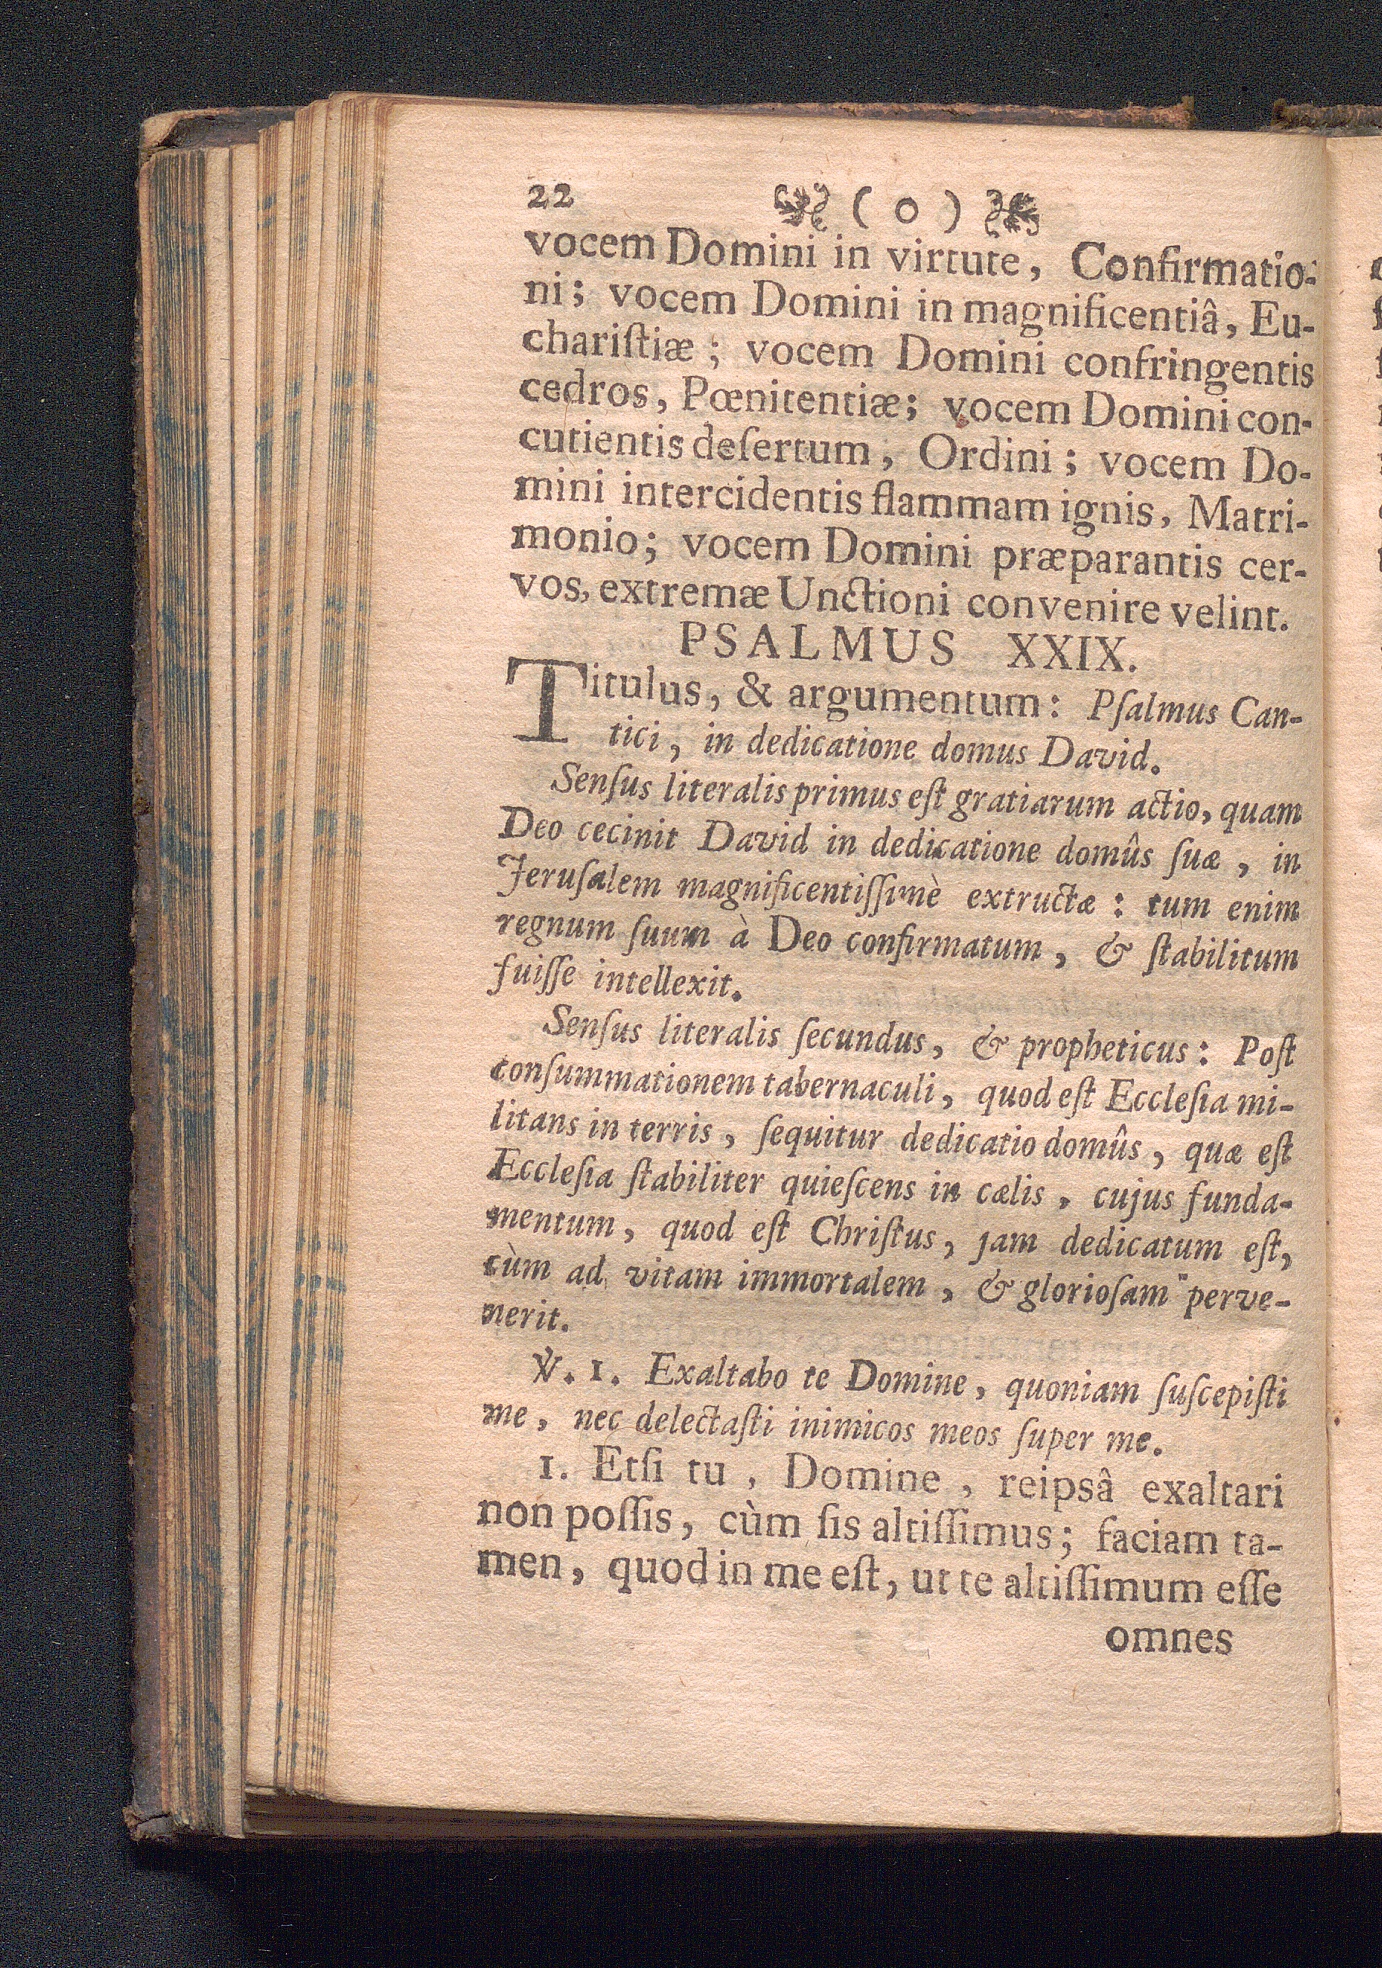 22 ( o )
vocem Domini in virtute, Confirmatio-
ni; vocem Domini in magnificentiâ, Eu-
chariſtiæ; vocem Domini confringentis
cedros, Pœnitentiæ; vocem Domini con-
cutientis deſertum, Ordini; vocem Do-
mini intercidentis flammam ignis, Matri-
monio; vocem Domini præparantis cer-
vos, extremæ Unctioni convenire velint.
PSALMUS XXIX.
Titulus, & argumentum: Pſalmus Can-
tici, in dedicatione domus David.
Senſus literalis primus eſt gratiarum actio, quam
Deo cecinit David in dedicatione domûs ſuæ, in
Jeruſalem magnificentiſſimè extructæ: tum enim
regnum ſuum à Deo confirmatum, & ſtabilitum
fuiſſe intellexit.
Senſus literalis ſecundus, & propheticus: Poſt
conſummationem tabernaculi, quod eſt Eccleſia mi-
litans in terris, ſequitur dedicatio domûs, quæ eſt
Eccleſia ſtabiliter quieſcens in cælis, cujus funda-
mentum, quod eſt Chriſtus, jam dedicatum eſt,
cùm ad vitam immortalem, & glorioſam perve-
nerit.
℣. 1. Exaltabo te Domine, quoniam ſuſcepiſti
me, nec delectaſti inimicos meos ſuper me.
1. Etſi tu, Domine, reipsâ exaltari
non poſſis, cùm ſis altiſſimus; faciam ta-
men, quod in me eſt, ut te altiſſimum eſſe
omnes